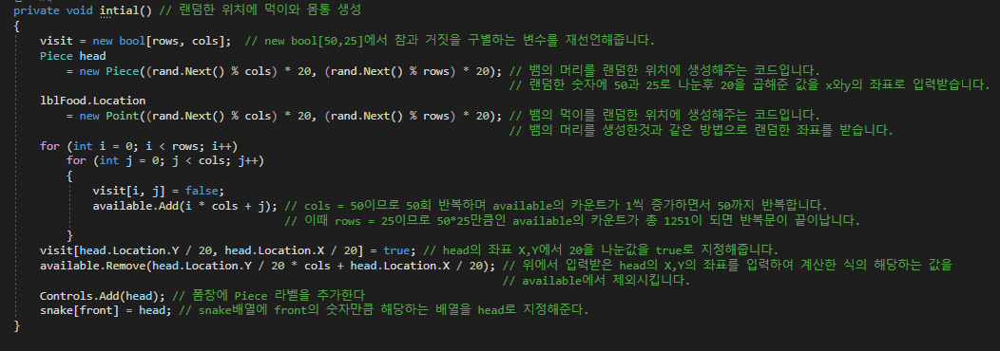 private void intial() // 랜덤한 위치에 먹이와 몸통 생성
{
visit = new bool[rows, cols];  // new bool[50,25]에서 참과 거짓을 구별하는 변수를 재선언해줍니다.
Piece head
= new Piece((rand.Next() % cols) * 20, (rand.Next() % rows) * 20); // 뱀의 머리를 랜덤한 위치에 생성해주는 코드입니다.
// 랜덤한 숫자에 50과 25로 나눈후 20을 곱해준 값을 x와y의 좌표로 입력받습니다.
lblFood.Location
= new Point((rand.Next() % cols) * 20, (rand.Next() % rows) * 20); // 뱀의 먹이를 랜덤한 위치에 생성해주는 코드입니다.
// 뱀의 머리를 생성한것과 같은 방법으로 랜덤한 좌표를 받습니다.
for (int i = 0; i < rows; i++)
for (int j = 0; j < cols; j++)
{
visit[i, j] = false;
available.Add(i * cols + j); // cols = 50이므로 50회 반복하며 available의 카운트가 1씩 증가하면서 50까지 반복합니다.
// 이때 rows = 25이므로 50*25만큼인 available의 카운트가 총 1251이 되면 반복문이 끝이납니다.
}
visit[head.Location.Y / 20, head.Location.X / 20] = true; // head의 좌표 X,Y에서 20을 나눈값을 true로 지정해줍니다.
available.Remove(head.Location.Y / 20 * cols + head.Location.X / 20); // 위에서 입력받은 head의 X,Y의 좌표를 입력하여 계산한 식의 해당하는 값을
// available에서 제외시킵니다.
Controls.Add(head); // 폼창에 Piece 라벨을 추가한다
snake[front] = head; // snake배열에 front의 숫자만큼 해당하는 배열을 head로 지정해준다.
}